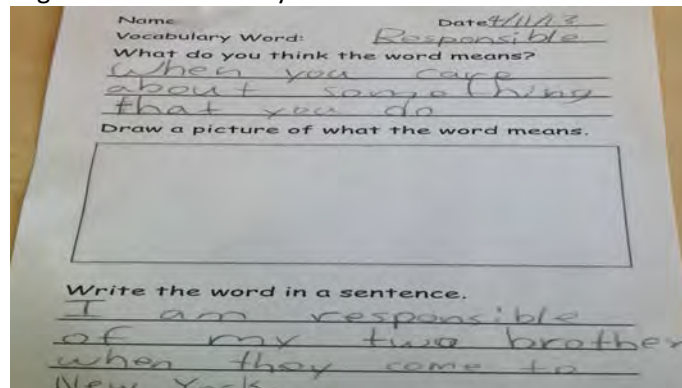 Name Date 4/11/13
Vocabulary Word: Responsible
What do you think the word means?
When you care
about something
that you do
Draw a picture of what the word means.
Write the word in a sentence.
I am responsible
of my two brother
when they come to
New York